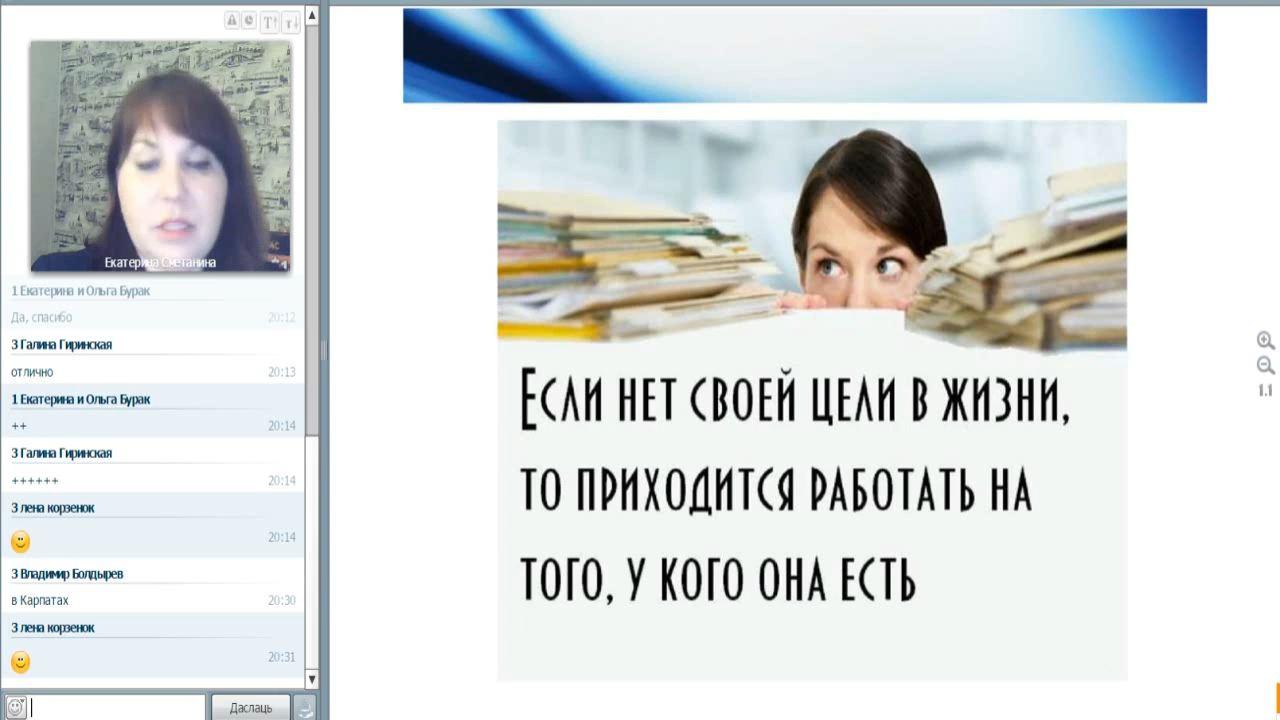 Екатерина Сметанина
1 Екатерина и Ольга Бурак
Да, спасибо 20:12
3 Галина Гиринская
отлично 20:13
1 Екатерина и Ольга Бурак
++ 20:14
3 Галина Гиринская
++++++ 20:14
3 лена корзенок
20:14
3 Владимир Болдырев
в Карпатах 20:30
3 лена корзенок
20:31
Даслаць
Если нет своей цели в жизни,
то приходится работать на
того, у кого она есть
1.1